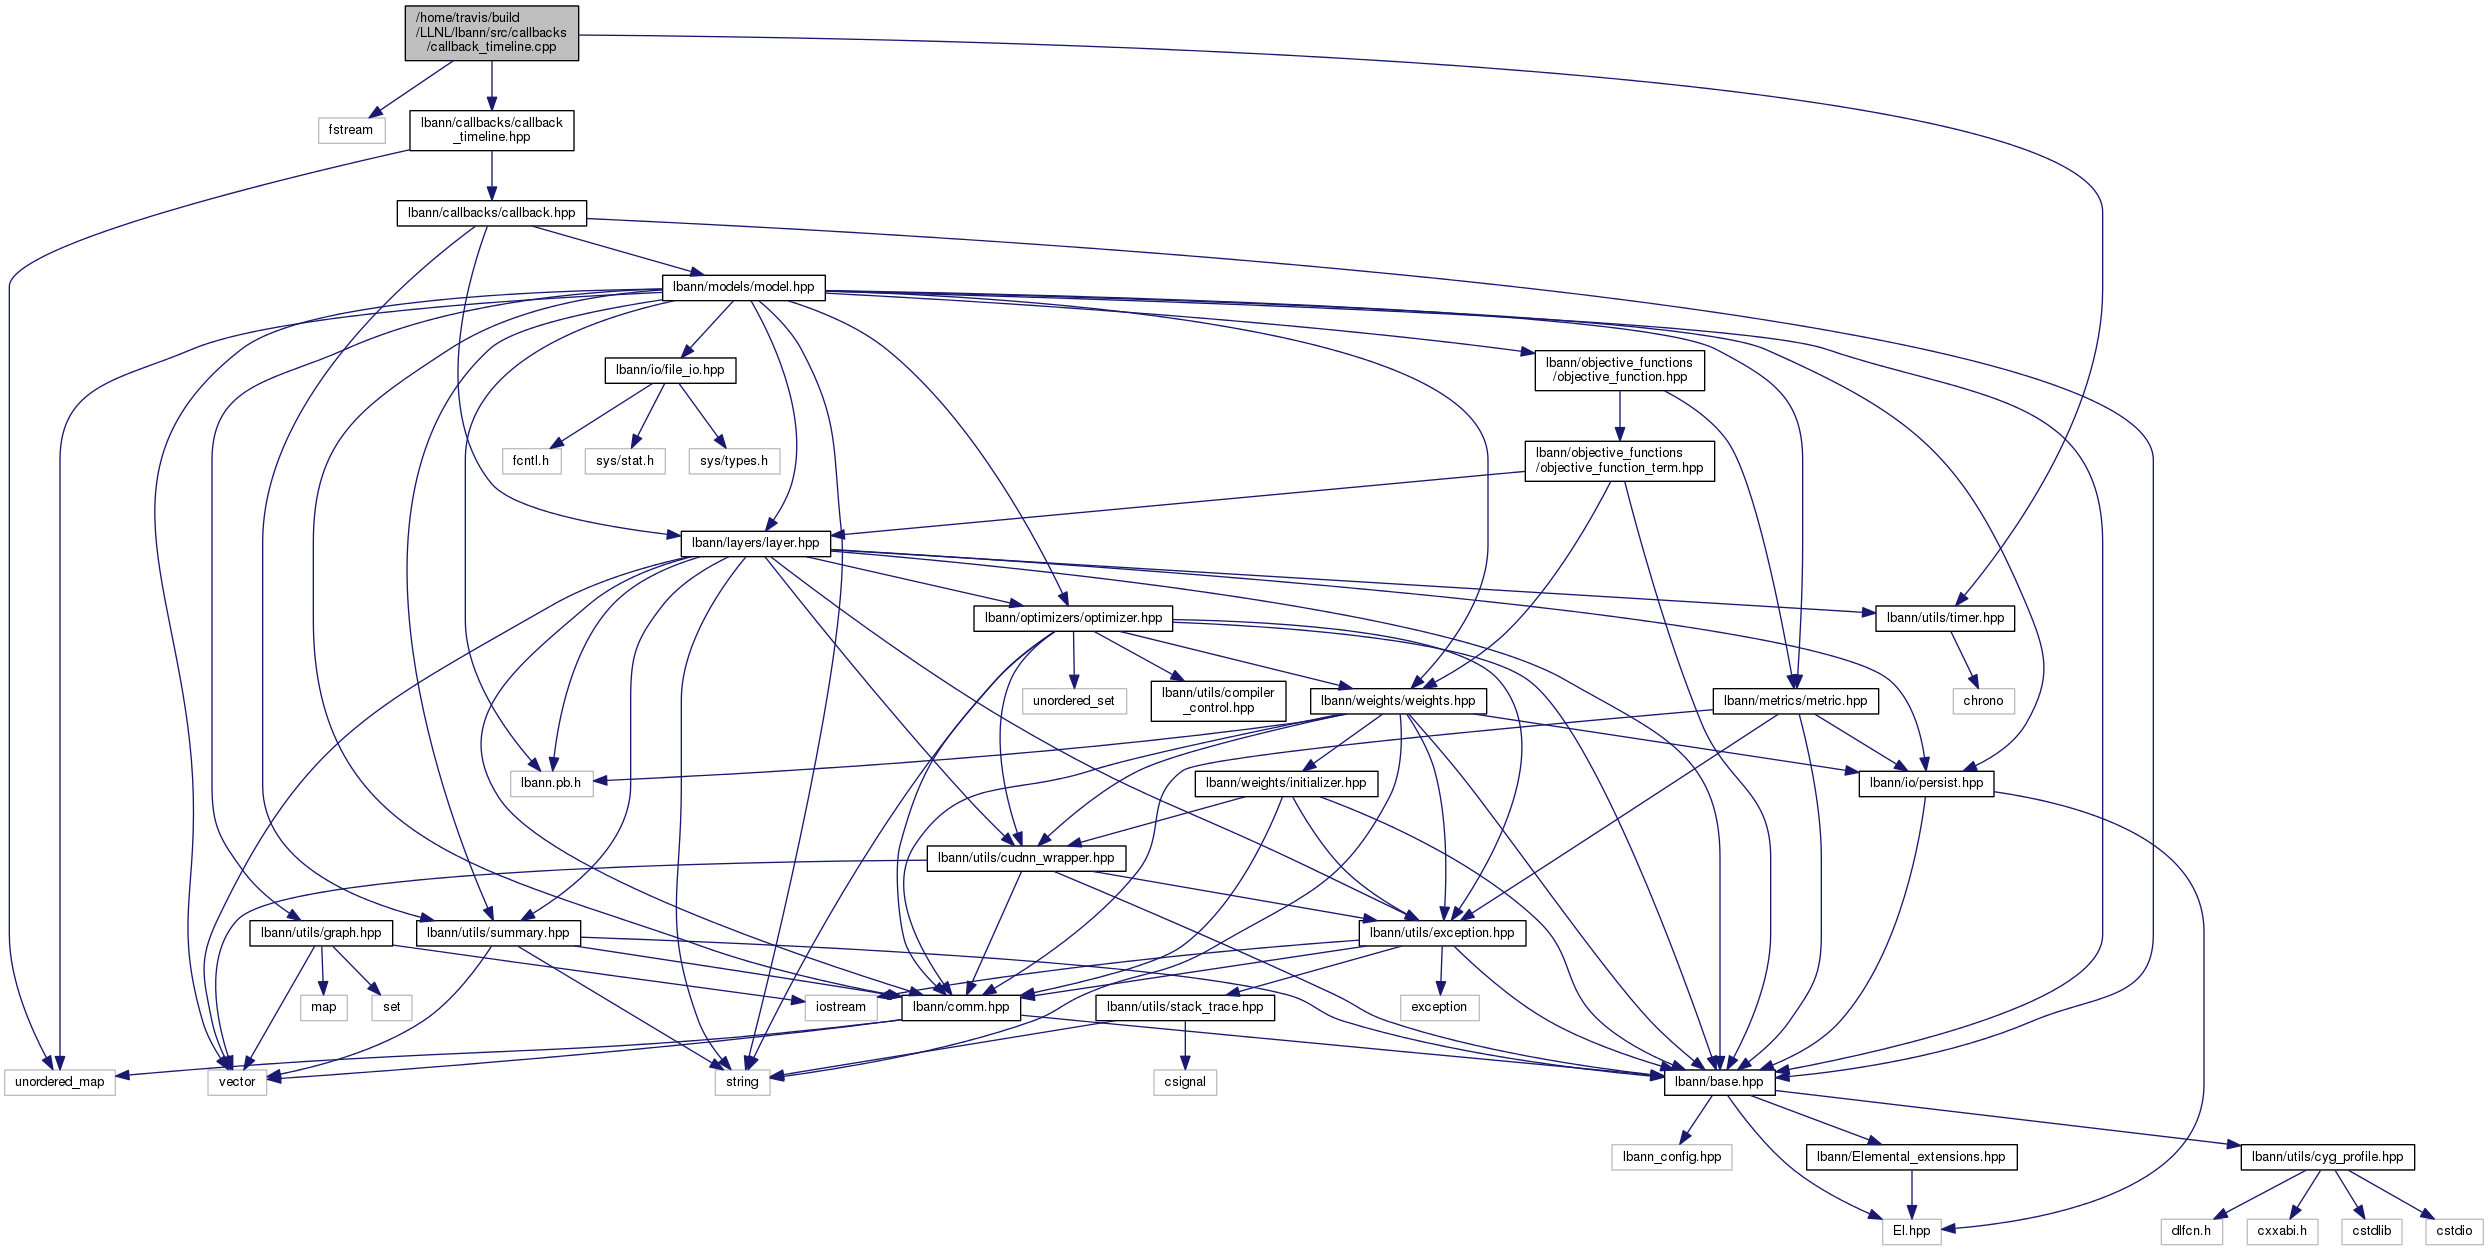 /home/travis/build
/LLNL/lbann/src/callbacks
/callback_timeline.cpp
fstream
lbann/callbacks/callback
_timeline.hpp
lbann/callbacks/callback.hpp
lbann/models/model.hpp
lbann/io/file_io.hpp
lbann/objective_functions
/objective_function.hpp
fcntl.h
sys/stat.h
sys/types.h
lbann/objective_functions
/objective_function_term.hpp
lbann/layers/layer.hpp
lbann/optimizers/optimizer.hpp
lbann/utils/timer.hpp
unordered_set
lbann/utils/compiler
_control.hpp
lbann/weights/weights.hpp
lbann/metrics/metric.hpp
chrono
lbann.pb.h
lbann/weights/initializer.hpp
lbann/io/persist.hpp
lbann/utils/cudnn_wrapper.hpp
lbann/utils/graph.hpp
lbann/utils/summary.hpp
lbann/utils/exception.hpp
map
set
iostream
lbann/comm.hpp
lbann/utils/stack_trace.hpp
exception
unordered_map
vector
string
csignal
lbann/base.hpp
lbann_config.hpp
lbann/Elemental_extensions.hpp
lbann/utils/cyg_profile.hpp
El.hpp
dlfcn.h
cxxabi.h
cstdlib
cstdio